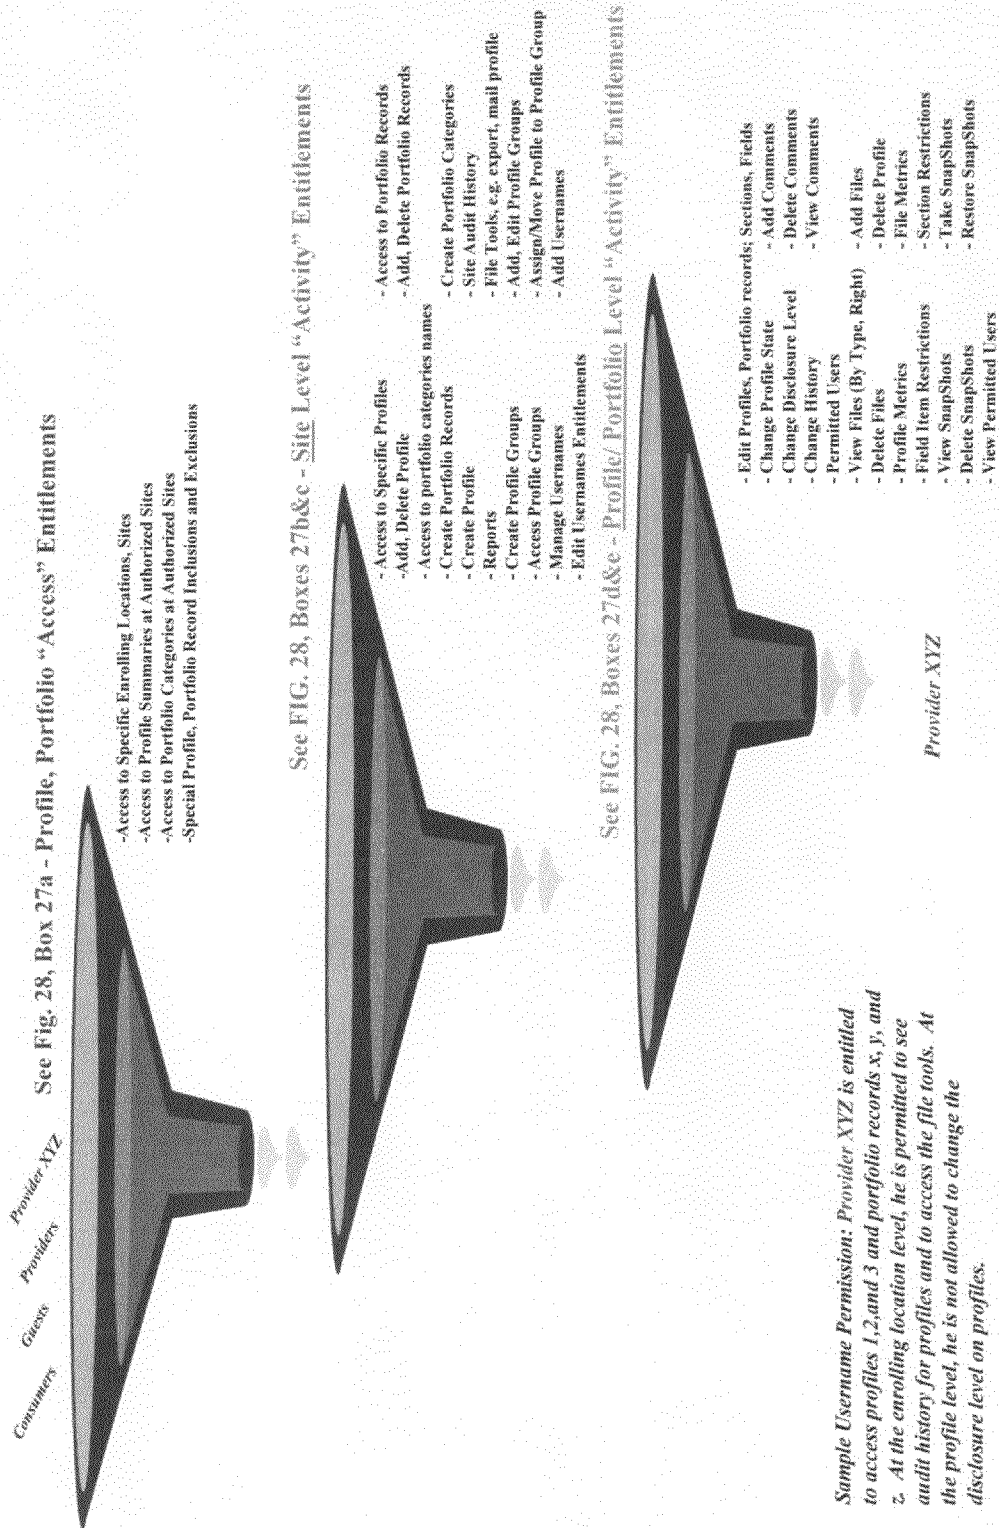 Consumers
Guests
Providers
Provider XYZ
See Fig. 28, Box 27a - Profile, Portfolio “Access” Entitlements
-Access to Specific Enrolling Locations, Sites
-Access to Profile Summaries at Authorized Sites
-Access to Portfolio Categories at Authorized Sites
-Special Profile, Portfolio Record Inclusions and Exclusions
See FIG. 28, Boxes 27b&c - Site Level “Activity” Entitlements
- Access to Specific Profiles
-Add, Delete Profile
- Access to portfolio categories names
- Create Portfolio Records
- Create Profile
- Reports
- Create Profile Groups
- Access Profile Groups
- Manage Usernames
- Edit Usernames Entitlements
- Access to Portfolio Records
- Add, Delete Portfolio Records
- Create Portfolio Categories
- Site Audit History
- File Tools, e.g. export, mail profile
- Add, Edit Profile Groups
- Assign/Move Profile to Profile Group
- Add Usernames
See FIG. 28, Boxes 27d&e - Profile/ Portfolio Level “Activity” Entitlements
- Edit Profiles, Portfolio records; Sections, Fields
- Change Profile State
- Change Disclosure Level
- Change History
- Permitted Users
- View Files (By Type, Right)
- Delete Files
- Profile Metrics
- Field Item Restrictions
- View SnapShots
- Delete SnapShots
- View Permitted Users
- Add Comments
- Delete Comments
- View Comments
- Add Files
- Delete Profile
- File Metrics
- Section Restrictions
- Take SnapShots
- Restore SnapShots
Provider XYZ
Sample Username Permission: Provider XYZ is entitled
to access profiles 1,2,and 3 and portfolio records x, y, and
z. At the enrolling location level, he is permitted to see
audit history for profiles and to access the file tools. At
the profile level, he is not allowed to change the
disclosure level on profiles.